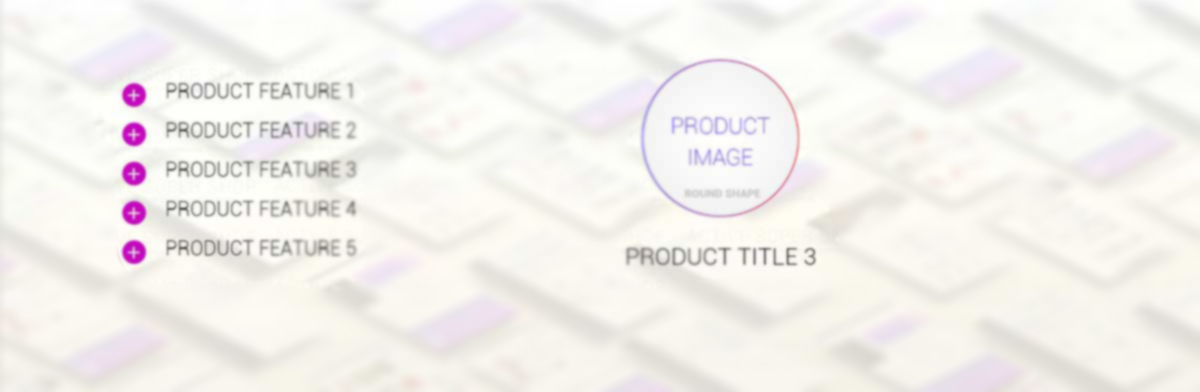 PRODUCT FEATURE 1
PRODUCT FEATURE 2
PRODUCT FEATURE 3
PRODUCT FEATURE 4
PRODUCT FEATURE 5
PRODUCT
IMAGE
ROUND SHAPE
PRODUCT TITLE 3